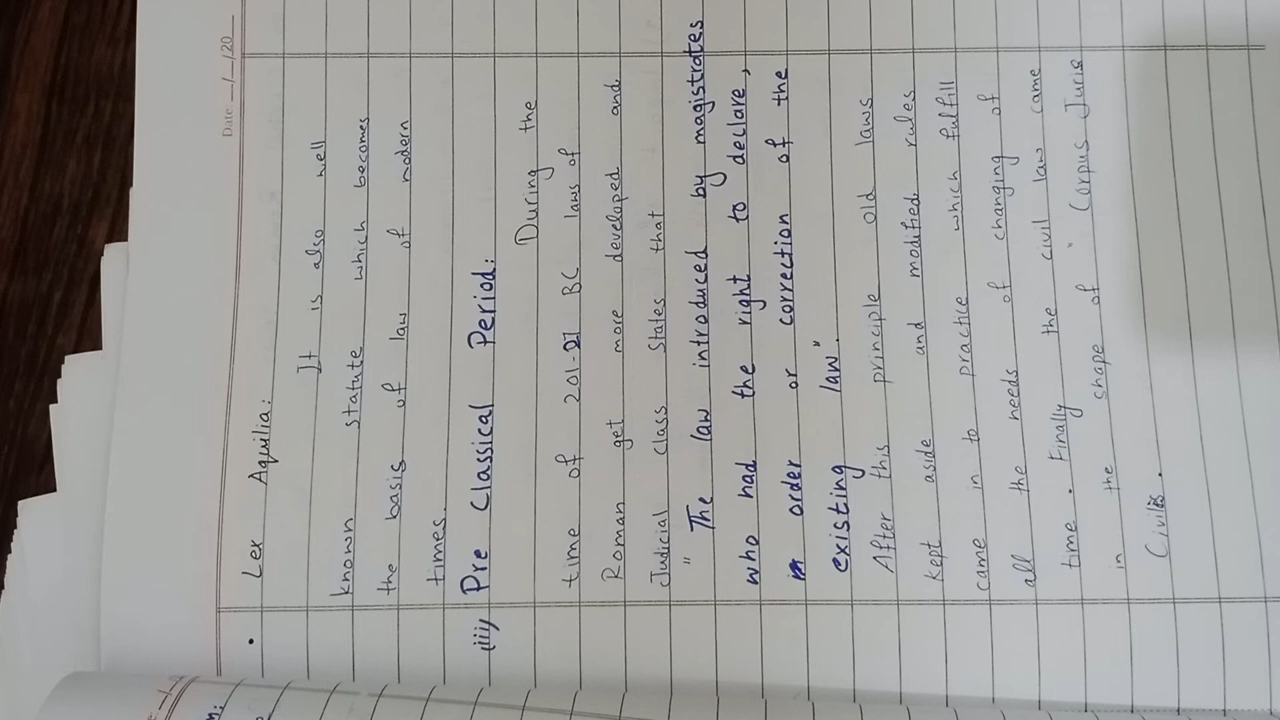 Date __/__/20__
• Lex Aquilia:
It is also well
known statute which becomes
the basis of law of modern
times.
(iii) Pre Classical Period:
During the
time of 201-27 BC laws of
Roman get more developed and
Judicial class States that
" The law introduced by magistrates
who had the right to declare,
order or correction of the
existing law."
After this principle old laws
kept aside and modified rules
came in to practice which fulfill
all the needs of changing of
time. Finally the civil law came
in the shape of ` Corpus Juris
Civilis.